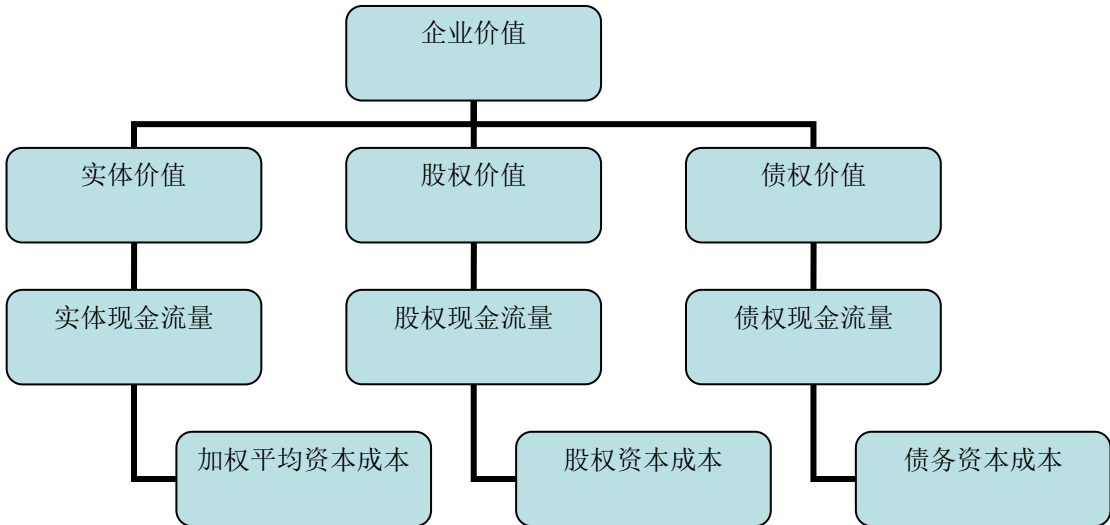 企业价值
实体价值
股权价值
债权价值
实体现金流量
股权现金流量
债权现金流量
加权平均资本成本
股权资本成本
债务资本成本